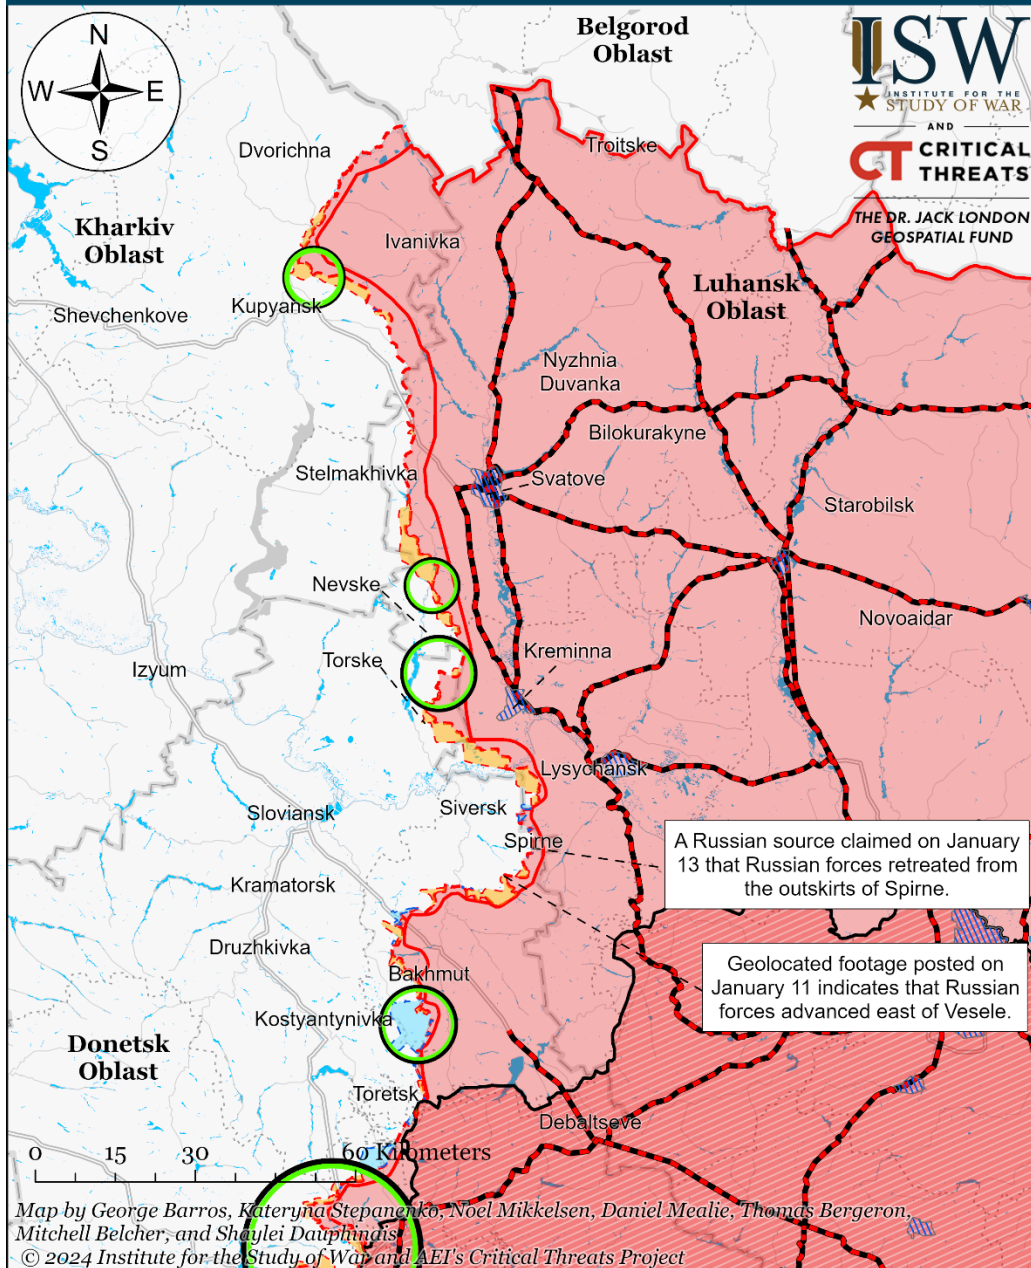 N
W
E
S
Belgorod
Oblast
ISW
INSTITUTE FOR THE
STUDY OF WAR
AND
CT CRITICAL
THREATS
THE DR. JACK LONDON
GEOSPATIAL FUND
Troitske
Dvorichna
Kharkiv
Oblast
Ivanivka
Luhansk
Oblast
Kupyansk
Shevchenkove
Nyzhnia
Duvanka
Bilokurakyne
Stelmakhivka
Svatove
Starobilsk
Nevske
Novoaidar
Torske
Kreminna
Izyum
Lysychansk
Siversk
Sloviansk
Spirne
A Russian source claimed on January
13 that Russian forces retreated from
the outskirts of Spirne.
Kramatorsk
Druzhkivka
Bakhmut
Geolocated footage posted on
January 11 indicates that Russian
forces advanced east of Vesele.
Kostyantynivka
Donetsk
Oblast
Toretsk
Debaltseve
0 15 30 60 Kilometers
Map by George Barros, Kateryna Stepanenko, Noel Mikkelsen, Daniel Mealie, Thomas Bergeron,
Mitchell Belcher, and Shaylei Dauphinais
© 2024 Institute for the Study of War and AEI's Critical Threats Project